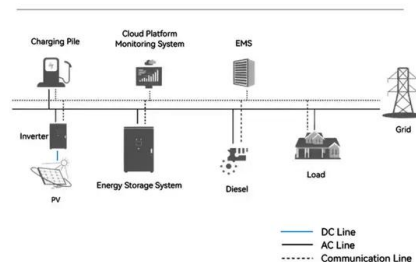 Charging Pile
Cloud Platform
Monitoring System
EMS
Inverter
Grid
PV
Energy Storage System
Diesel
Load
DC Line
AC Line
Communication Line